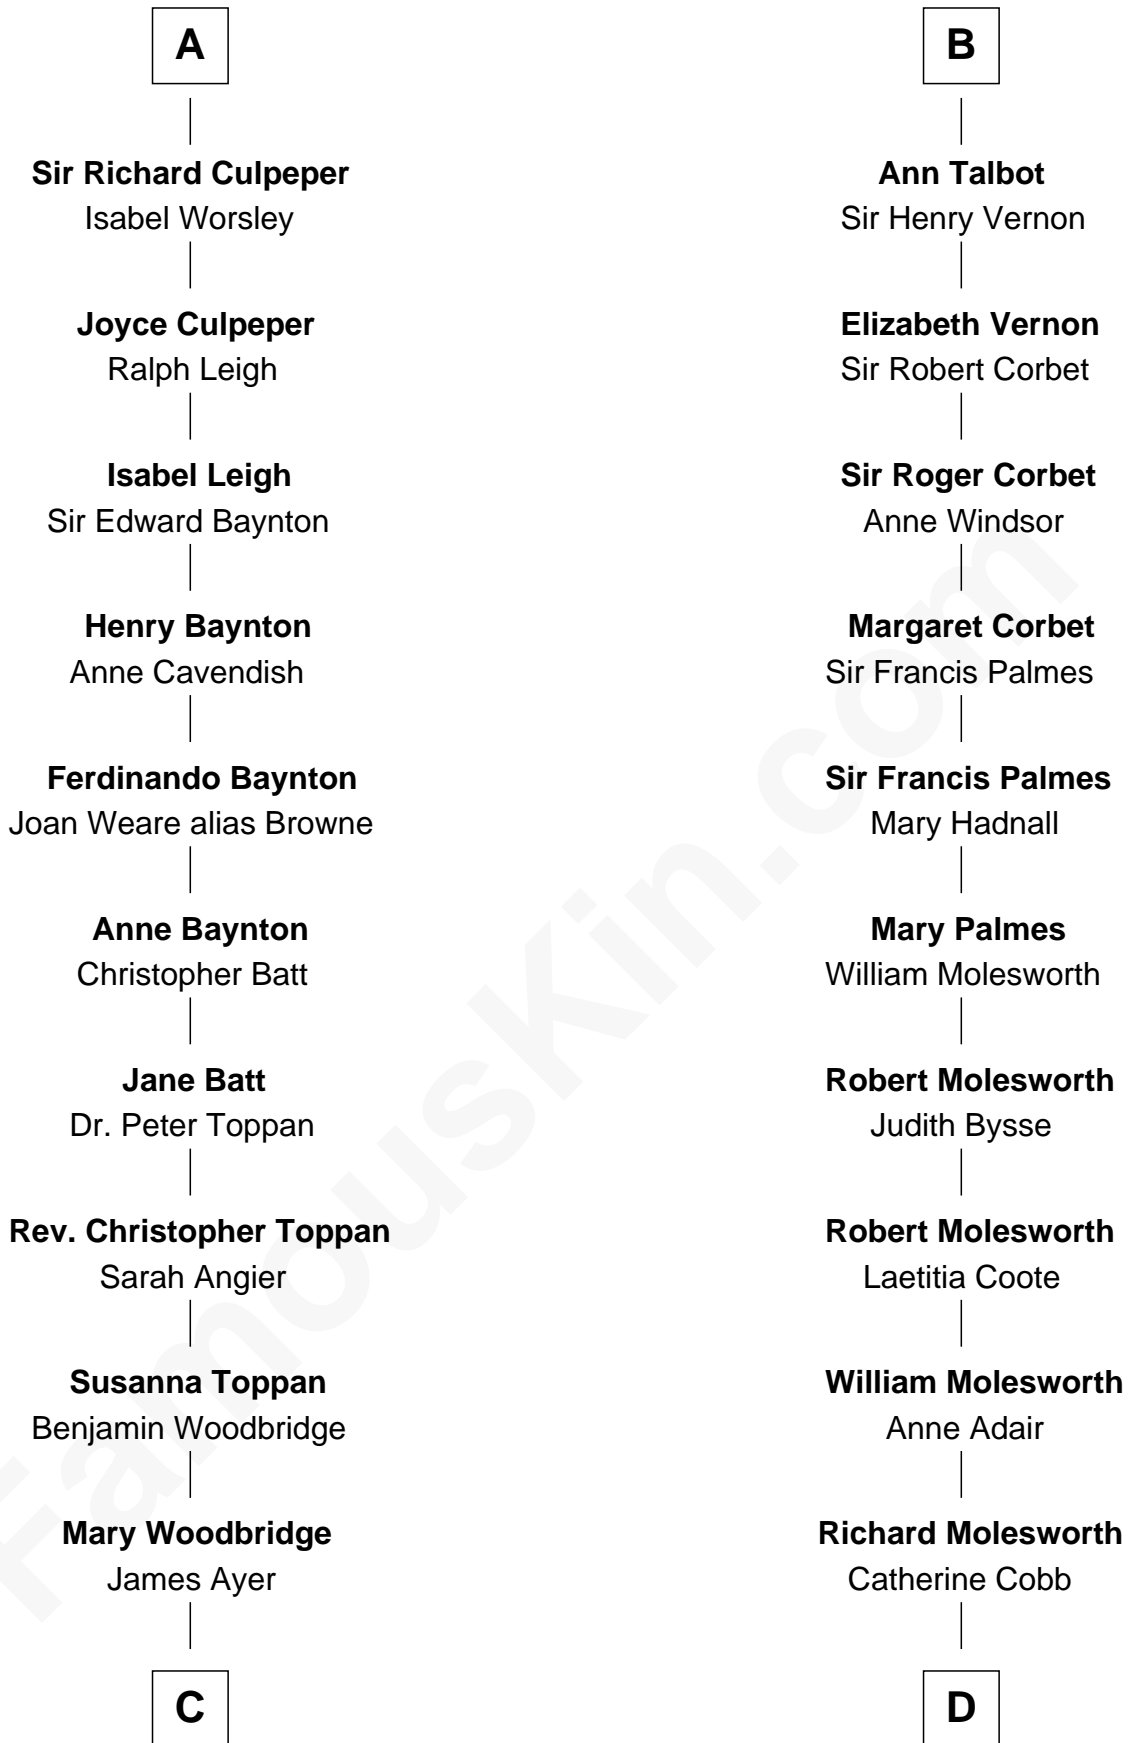 A
Sir Richard Culpeper
Isabel Worsley
Joyce Culpeper
Ralph Leigh
Isabel Leigh
Sir Edward Baynton
Henry Baynton
Anne Cavendish
Ferdinando Baynton
Joan Weare alias Browne
Anne Baynton
Christopher Batt
Jane Batt
Dr. Peter Toppan
Rev. Christopher Toppan
Sarah Angier
Susanna Toppan
Benjamin Woodbridge
Mary Woodbridge
James Ayer
C
B
Ann Talbot
Sir Henry Vernon
Elizabeth Vernon
Sir Robert Corbet
Sir Roger Corbet
Anne Windsor
Margaret Corbet
Sir Francis Palmes
Sir Francis Palmes
Mary Hadnall
Mary Palmes
William Molesworth
Robert Molesworth
Judith Bysse
Robert Molesworth
Laetitia Coote
William Molesworth
Anne Adair
Richard Molesworth
Catherine Cobb
D
FamousKin.com